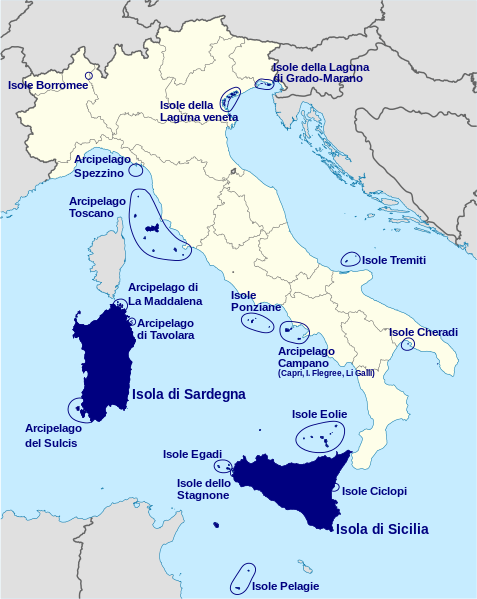 Isole della Laguna
di Grado-Marano
Isole Borromee
Isole della
Laguna veneta
Arcipelago
Spezzino
Arcipelago
Toscano
Isole Tremiti
Arcipelago di
La Maddalena
Isole
Ponziane
Arcipelago
di Tavolara
Isole Cheradi
Arcipelago
Campano
(Capri, I. Flegree, Li Galli)
Isola di Sardegna
Isole Eolie
Arcipelago
del Sulcis
Isole Egadi
Isole dello
Stagnone
Isole Ciclopi
Isola di Sicilia
Isole Pelagie